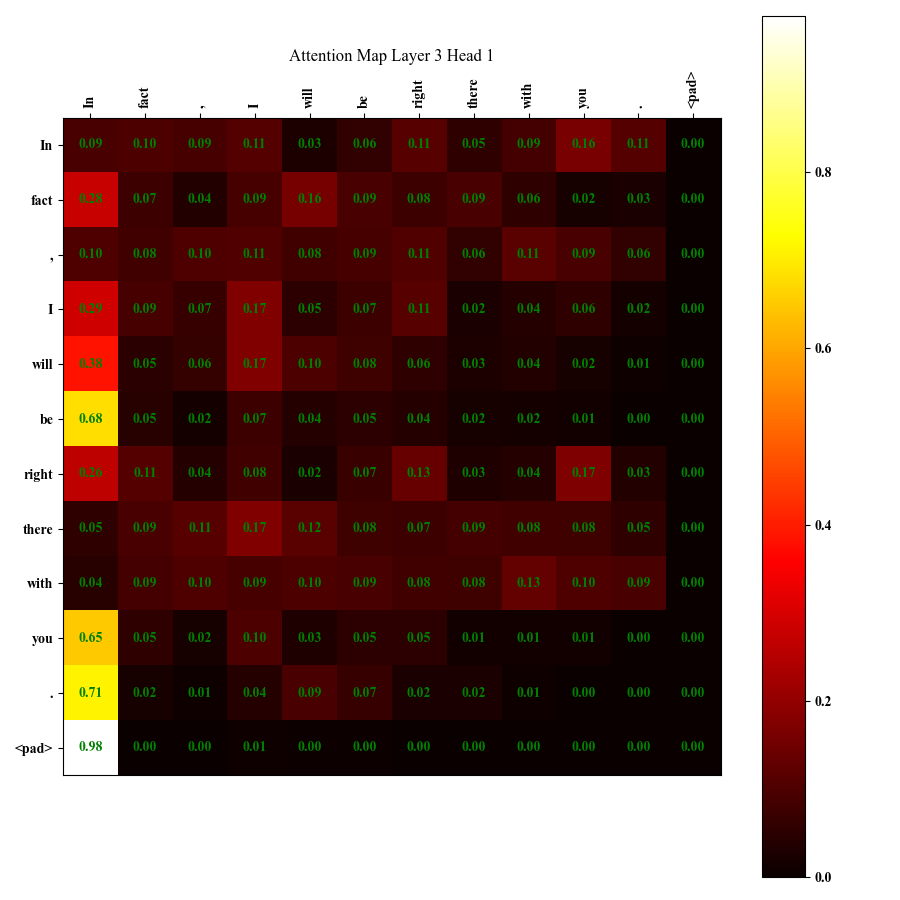 Attention Map Layer 3 Head 1
In fact , I will be right there with you . <pad>
In 0.09 0.10 0.09 0.11 0.03 0.06 0.11 0.05 0.09 0.16 0.11 0.00
fact 0.28 0.07 0.04 0.09 0.16 0.09 0.08 0.09 0.06 0.02 0.03 0.00
, 0.10 0.08 0.10 0.11 0.08 0.09 0.11 0.06 0.11 0.09 0.06 0.00
I 0.29 0.09 0.07 0.17 0.05 0.07 0.11 0.02 0.04 0.06 0.02 0.00
will 0.38 0.05 0.06 0.17 0.10 0.08 0.06 0.03 0.04 0.02 0.01 0.00
be 0.68 0.05 0.02 0.07 0.04 0.05 0.04 0.02 0.02 0.01 0.00 0.00
right 0.26 0.11 0.04 0.08 0.02 0.07 0.13 0.03 0.04 0.17 0.03 0.00
there 0.05 0.09 0.11 0.17 0.12 0.08 0.07 0.09 0.08 0.08 0.05 0.00
with 0.04 0.09 0.10 0.09 0.10 0.09 0.08 0.08 0.13 0.10 0.09 0.00
you 0.65 0.05 0.02 0.10 0.03 0.05 0.05 0.01 0.01 0.01 0.00 0.00
. 0.71 0.02 0.01 0.04 0.09 0.07 0.02 0.02 0.01 0.00 0.00 0.00
<pad> 0.98 0.00 0.00 0.01 0.00 0.00 0.00 0.00 0.00 0.00 0.00 0.00
0.8
0.6
0.4
0.2
0.0